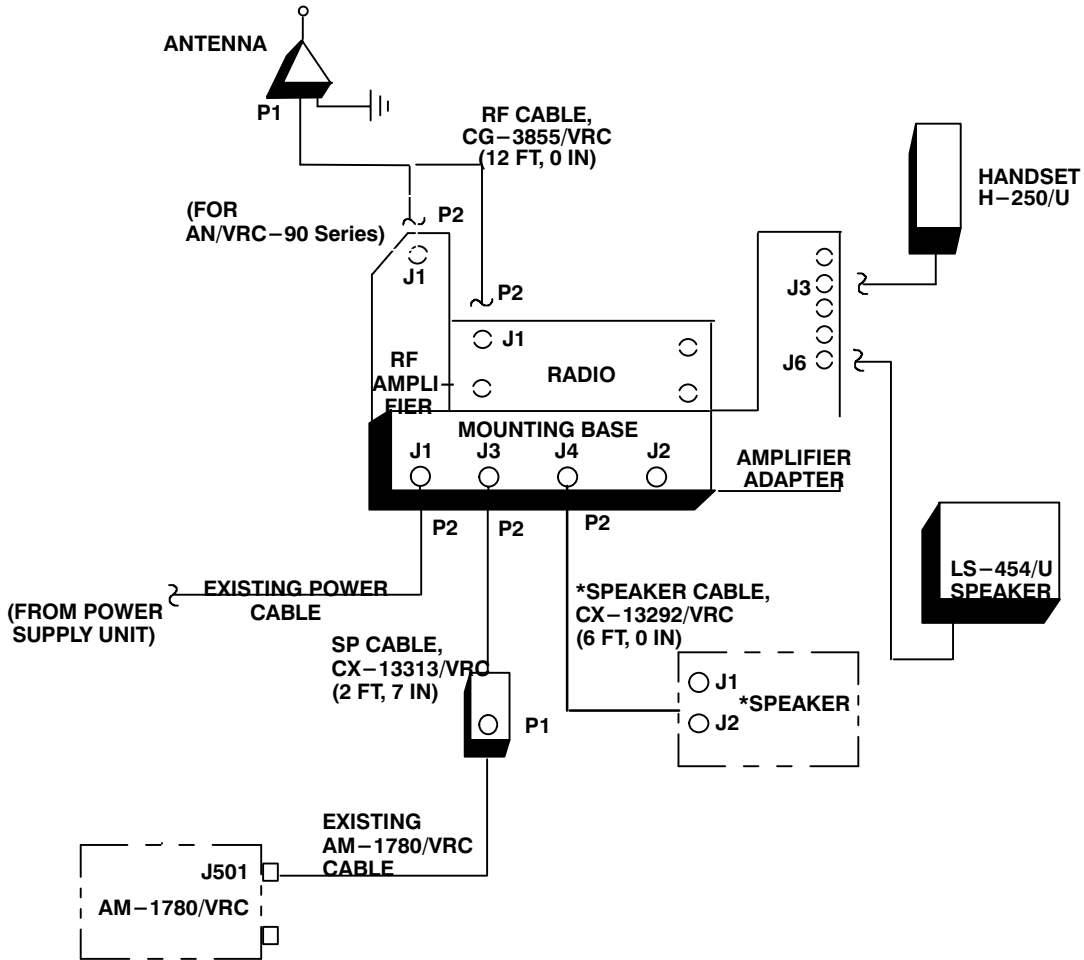 ANTENNA
P1
RF CABLE,
CG−3855/VRC
(12 FT, 0 IN)
HANDSET
H−250/U
(FOR
AN/VRC−90 Series)
P2
J1
P2
J1
J3
J6
RF
AMPLI-
FIER
RADIO
MOUNTING BASE
J1
J3
J4
J2
AMPLIFIER
ADAPTER
P2
P2
P2
LS−454/U
SPEAKER
EXISTING POWER
CABLE
(FROM POWER
SUPPLY UNIT)
*SPEAKER CABLE,
CX−13292/VRC
(6 FT, 0 IN)
SP CABLE,
CX−13313/VRC
(2 FT, 7 IN)
P1
J1
*SPEAKER
J2
EXISTING
AM−1780/VRC
CABLE
J501
AM−1780/VRC